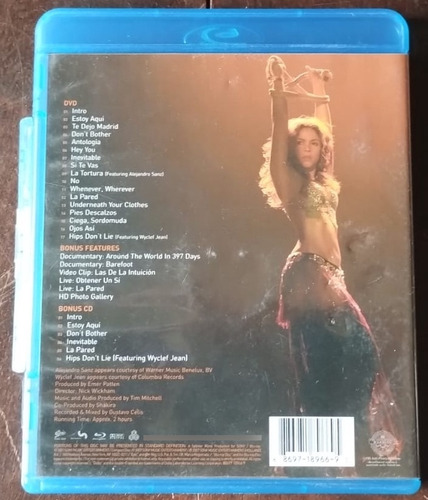 DVD
01 Intro
02 Estoy Aquí
03 Te Dejo Madrid
04 Don't Bother
05 Antología
06 Hey You
07 Inevitable
08 Si Te Vas
09 La Tortura (Featuring Alejandro Sanz)
10 No
11 Whenever, Wherever
12 La Pared
13 Underneath Your Clothes
14 Pies Descalzos
15 Ciega, Sordomuda
16 Ojos Así
17 Hips Don't Lie (Featuring Wyclef Jean)
BONUS FEATURES
Documentary: Around The World In 397 Days
Documentary: Barefoot
Video Clip: Las De La Intuición
Live: Obtener Un Sí
Live: La Pared
HD Photo Gallery
BONUS CD
01 Intro
02 Estoy Aquí
03 Don't Bother
04 Inevitable
05 La Pared
06 Hips Don't Lie (Featuring Wyclef Jean)
Alejandro Sanz appears courtesy of Warner Music Benelux, BV
Wyclef Jean appears courtesy of Columbia Records
Produced by Emer Patten
Director, Nick Wickham
Music and Audio Produced by Tim Mitchell
Co-Produced by Shakira
Recorded & Mixed by Gustavo Celis
Running Time: Approx. 2 hours
8697-18966-9